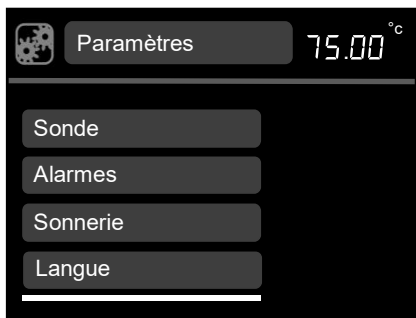 Paramètres 75.00 °c
Sonde
Alarmes
Sonnerie
Langue